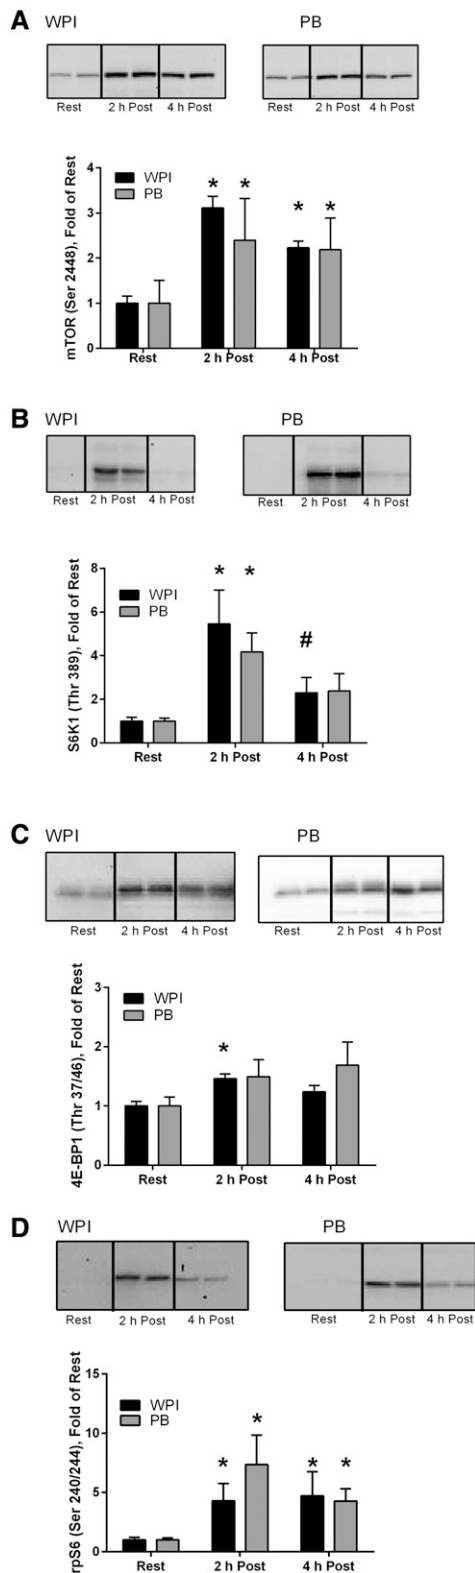 A
WPI PB
Rest 2 h Post 4 h Post Rest 2 h Post 4 h Post
mTOR (Ser 2448), Fold of Rest
4
3
2
1
0
WPI
PB
* * * *
Rest 2 h Post 4 h Post
B
WPI PB
Rest 2 h Post 4 h Post Rest 2 h Post 4 h Post
S6K1 (Thr 389), Fold of Rest
8
6
4
2
0
WPI
PB
* * #
Rest 2 h Post 4 h Post
C
WPI PB
Rest 2 h Post 4 h Post Rest 2 h Post 4 h Post
4E-BP1 (Thr 37/46), Fold of Rest
3
2
1
0
WPI
PB
*
Rest 2 h Post 4 h Post
D
WPI PB
Rest 2 h Post 4 h Post Rest 2 h Post 4 h Post
rpS6 (Ser 240/244), Fold of Rest
15
10
5
0
WPI
PB
* * * *
Rest 2 h Post 4 h Post